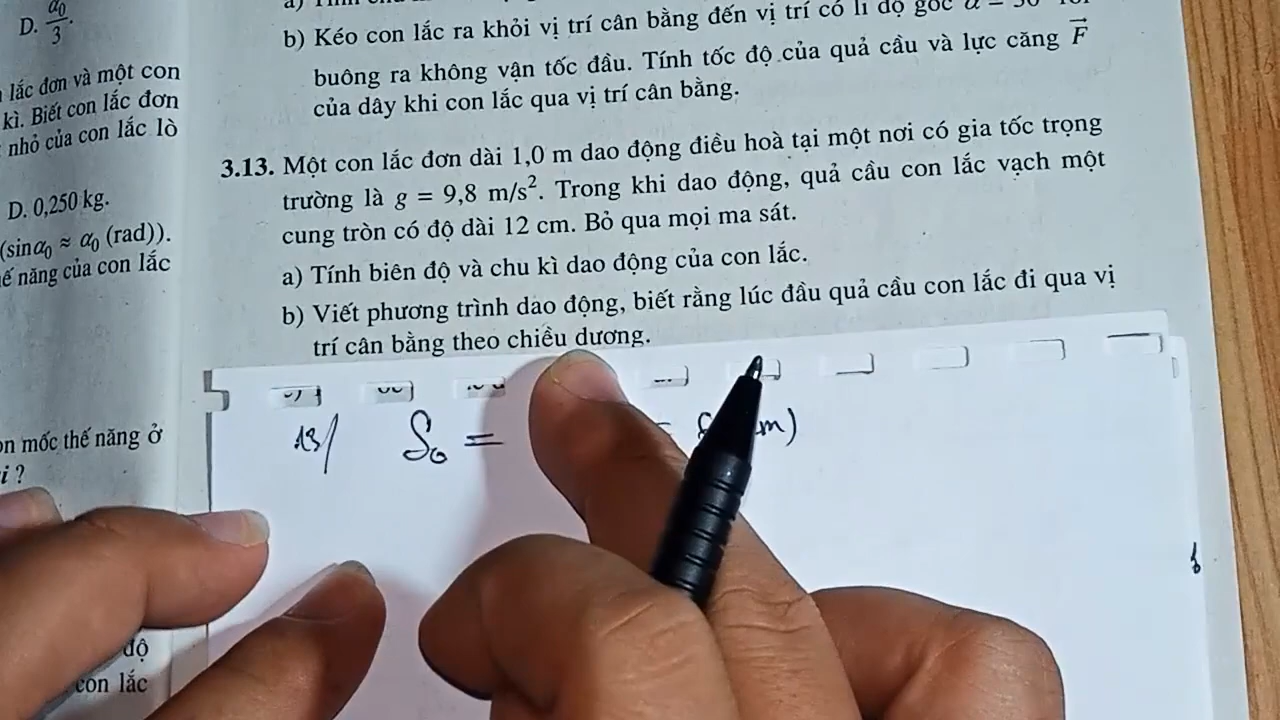 D. α₀/3.
lắc đơn và một con
kì. Biết con lắc đơn
nhỏ của con lắc lò
D. 0,250 kg.
(sinα₀ ≈ α₀ (rad)).
thế năng của con lắc
mốc thế năng ở
i ?
độ
con lắc
b) Kéo con lắc ra khỏi vị trí cân bằng đến vị trí có li độ góc
buông ra không vận tốc đầu. Tính tốc độ của quả cầu và lực căng F⃗
của dây khi con lắc qua vị trí cân bằng.
3.13. Một con lắc đơn dài 1,0 m dao động điều hoà tại một nơi có gia tốc trọng
trường là g = 9,8 m/s². Trong khi dao động, quả cầu con lắc vạch một
cung tròn có độ dài 12 cm. Bỏ qua mọi ma sát.
a) Tính biên độ và chu kì dao động của con lắc.
b) Viết phương trình dao động, biết rằng lúc đầu quả cầu con lắc đi qua vị
trí cân bằng theo chiều dương.
13/ S₀ = m)